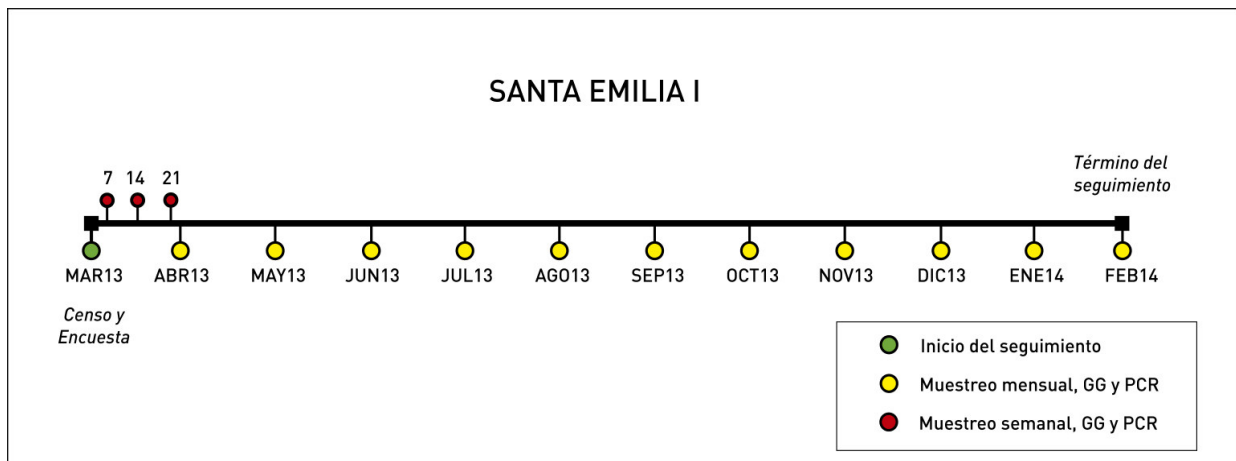 SANTA EMILIA I
Término del
seguimiento
7 14 21
MAR13 ABR13 MAY13 JUN13 JUL13 AGO13 SEP13 OCT13 NOV13 DIC13 ENE14 FEB14
Censo y
Encuesta
Inicio del seguimiento
Muestreo mensual, GG y PCR
Muestreo semanal, GG y PCR